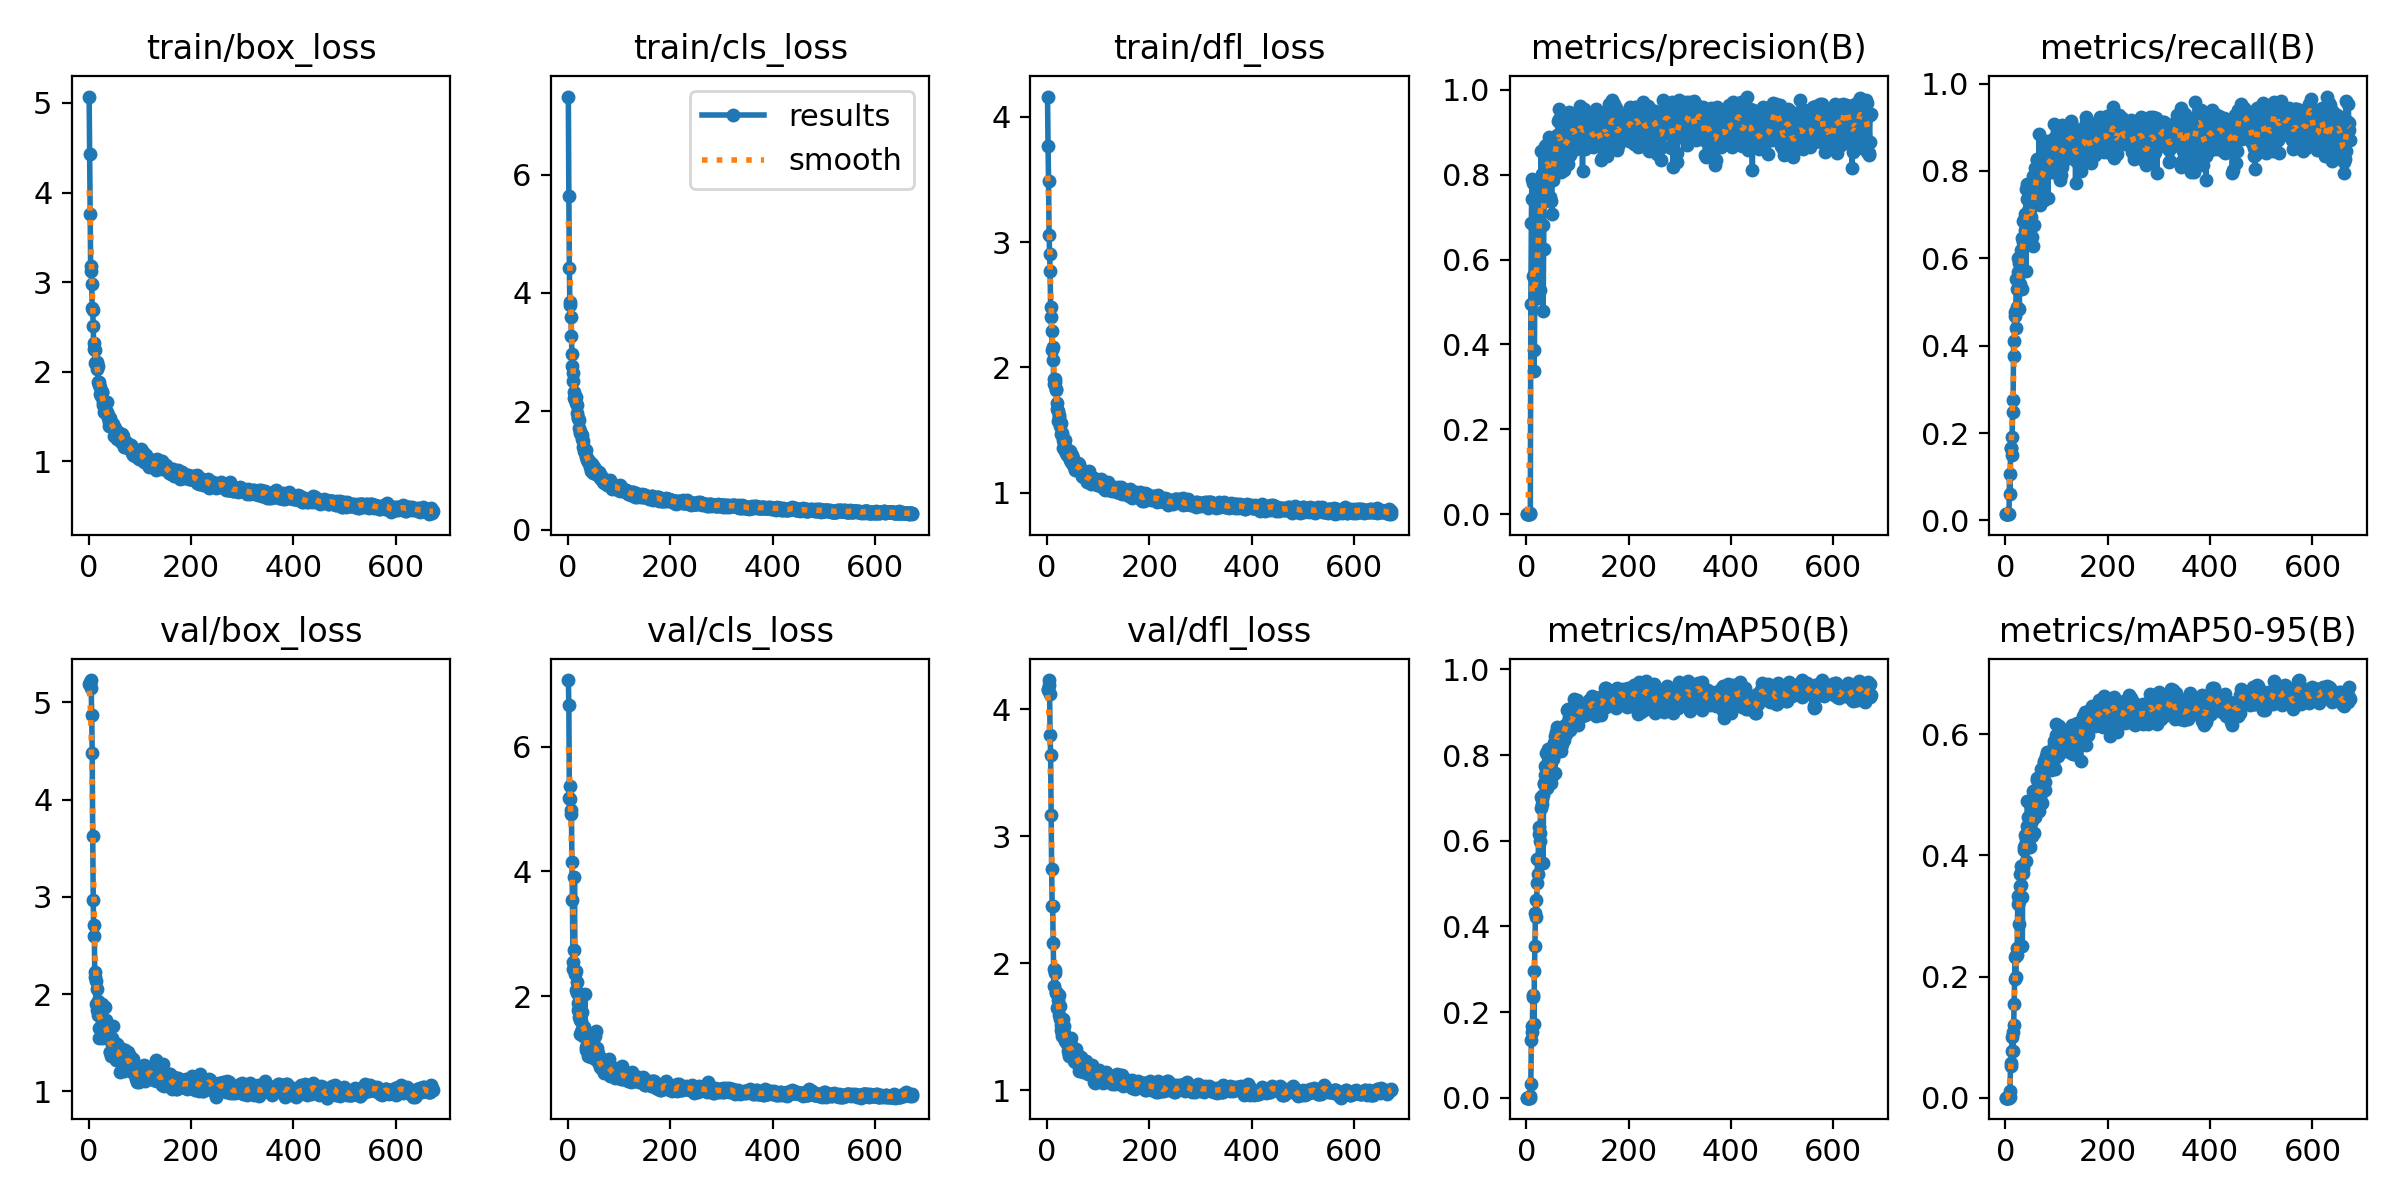 train/box_loss
train/cls_loss
train/dfl_loss
metrics/precision(B)
metrics/recall(B)
5
4
3
2
1
0 200 400 600
results
smooth
6
4
2
0
0 200 400 600
4
3
2
1
0 200 400 600
1.0
0.8
0.6
0.4
0.2
0.0
0 200 400 600
1.0
0.8
0.6
0.4
0.2
0.0
0 200 400 600
val/box_loss
val/cls_loss
val/dfl_loss
metrics/mAP50(B)
metrics/mAP50-95(B)
5
4
3
2
1
0 200 400 600
6
4
2
0 200 400 600
4
3
2
1
0 200 400 600
1.0
0.8
0.6
0.4
0.2
0.0
0 200 400 600
0.6
0.4
0.2
0.0
0 200 400 600